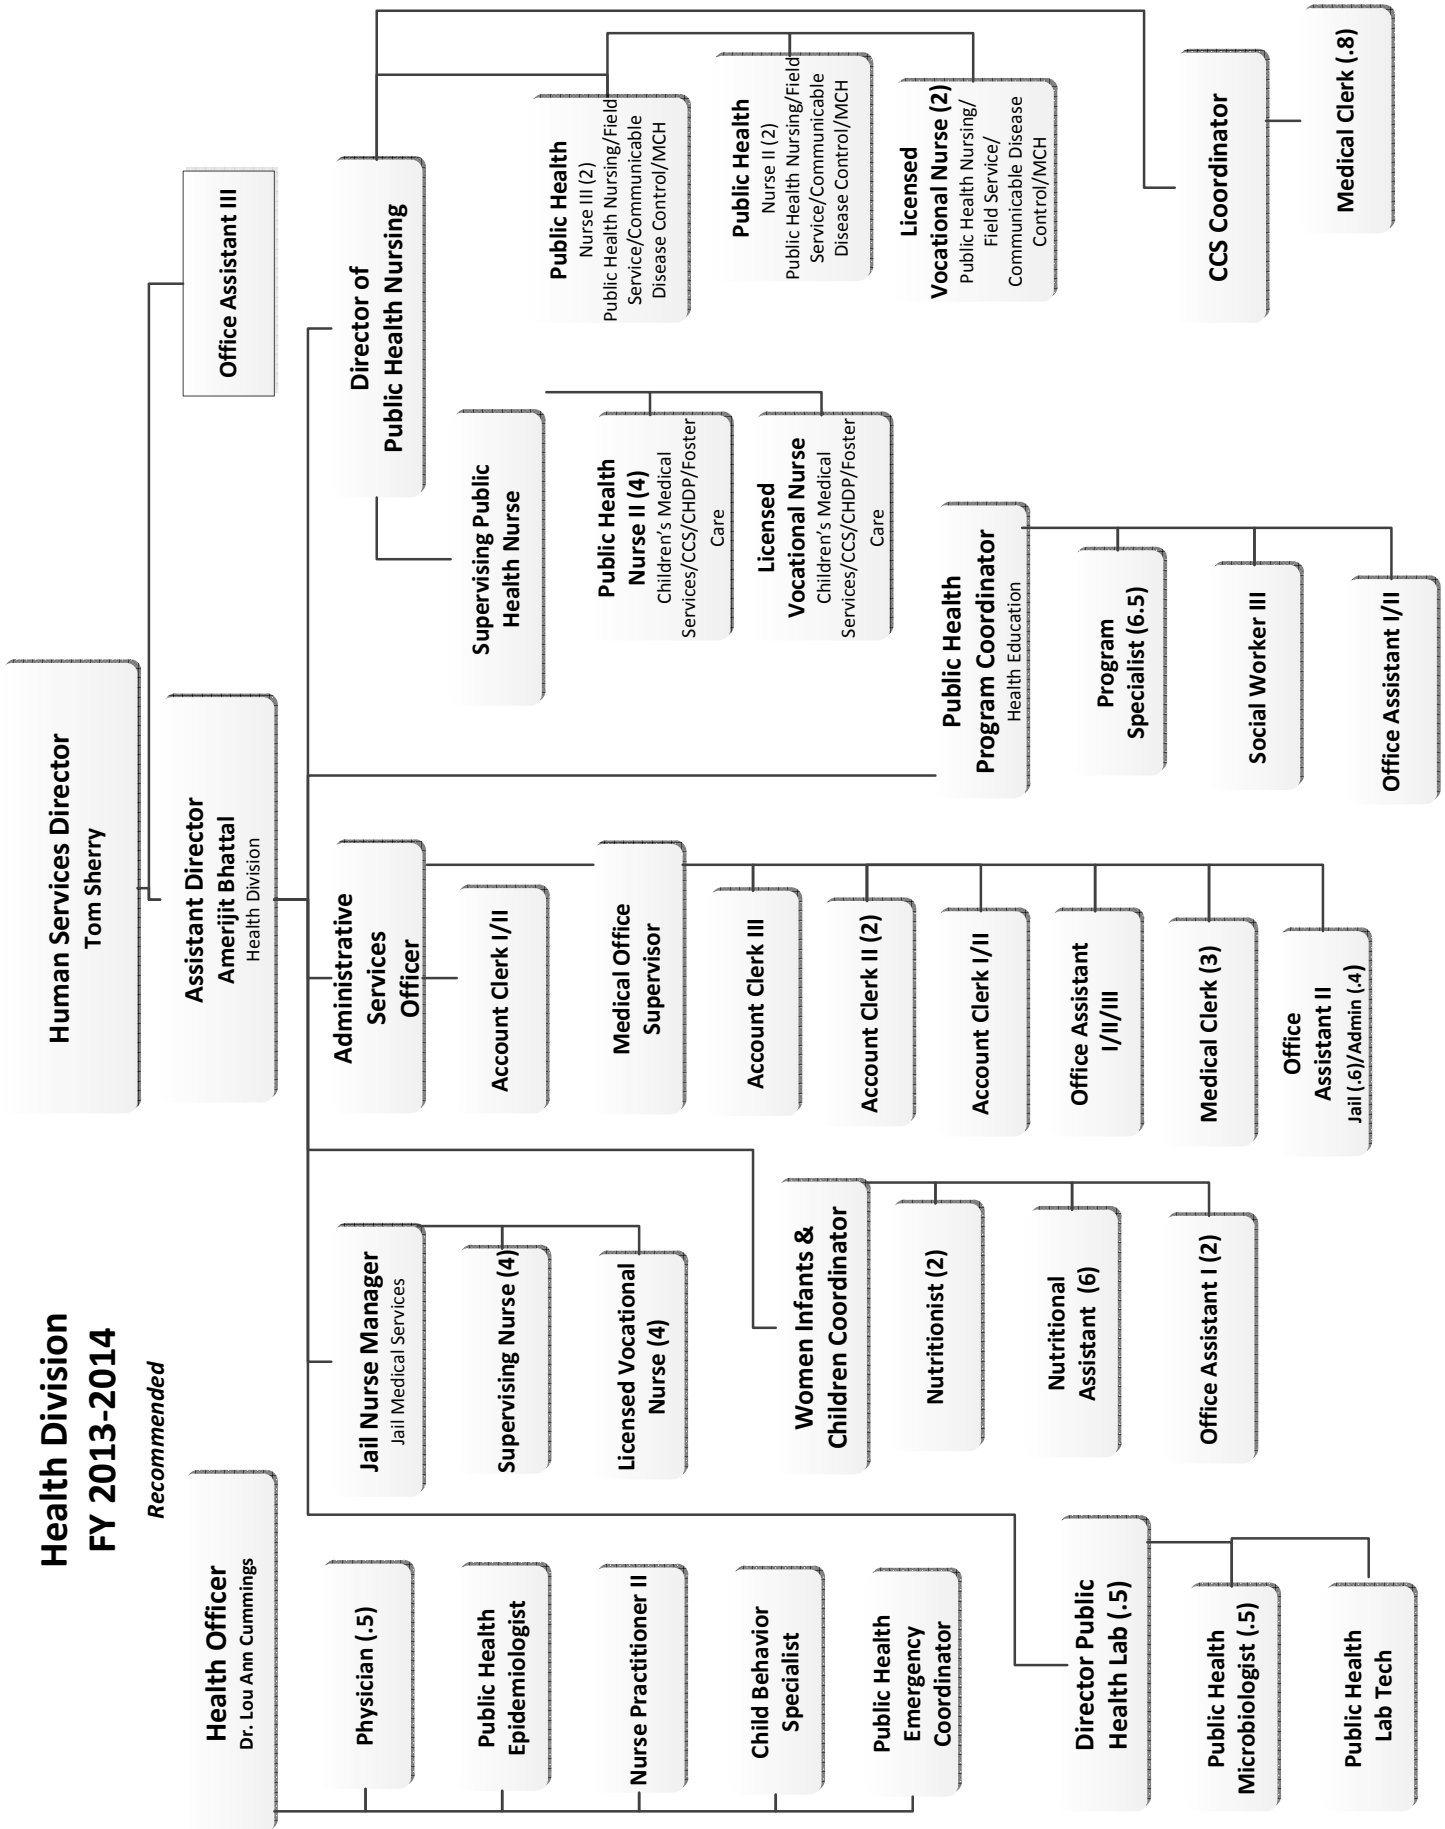 Health Division
FY 2013-2014
Recommended
Human Services Director
Tom Sherry
Health Officer
Dr. Lou Ann Cummings
Assistant Director
Amerijit Bhattal
Health Division
Office Assistant III
Physician (.5)
Public Health
Epidemiologist
Nurse Practitioner II
Child Behavior
Specialist
Public Health
Emergency
Coordinator
Director Public
Health Lab (.5)
Public Health
Microbiologist (.5)
Public Health
Lab Tech
Jail Nurse Manager
Jail Medical Services
Supervising Nurse (4)
Licensed Vocational
Nurse (4)
Women Infants &
Children Coordinator
Nutritionist (2)
Nutritional
Assistant (6)
Office Assistant I (2)
Administrative
Services
Officer
Account Clerk I/II
Medical Office
Supervisor
Account Clerk III
Account Clerk II (2)
Account Clerk I/II
Office Assistant
I/II/III
Medical Clerk (3)
Office
Assistant II
Jail (.6)/Admin (.4)
Public Health
Program Coordinator
Health Education
Program
Specialist (6.5)
Social Worker III
Office Assistant I/II
Director of
Public Health Nursing
Supervising Public
Health Nurse
Public Health
Nurse II (4)
Children's Medical
Services/CCS/CHDP/Foster
Care
Licensed
Vocational Nurse
Children's Medical
Services/CCS/CHDP/Foster
Care
Public Health
Nurse III (2)
Public Health Nursing/Field
Service/Communicable
Disease Control/MCH
Public Health
Nurse II (2)
Public Health Nursing/Field
Service/Communicable
Disease Control/MCH
Licensed
Vocational Nurse (2)
Public Health Nursing/
Field Service/
Communicable Disease
Control/MCH
CCS Coordinator
Medical Clerk (.8)